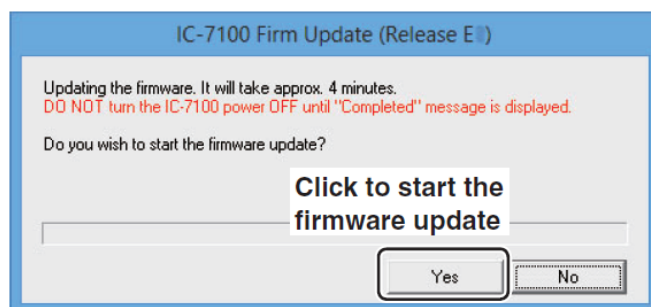 IC-7100 Firm Update (Release E )
Updating the firmware. It will take approx. 4 minutes.
DO NOT turn the IC-7100 power OFF until "Completed" message is displayed.
Do you wish to start the firmware update?
Click to start the
firmware update
Yes No